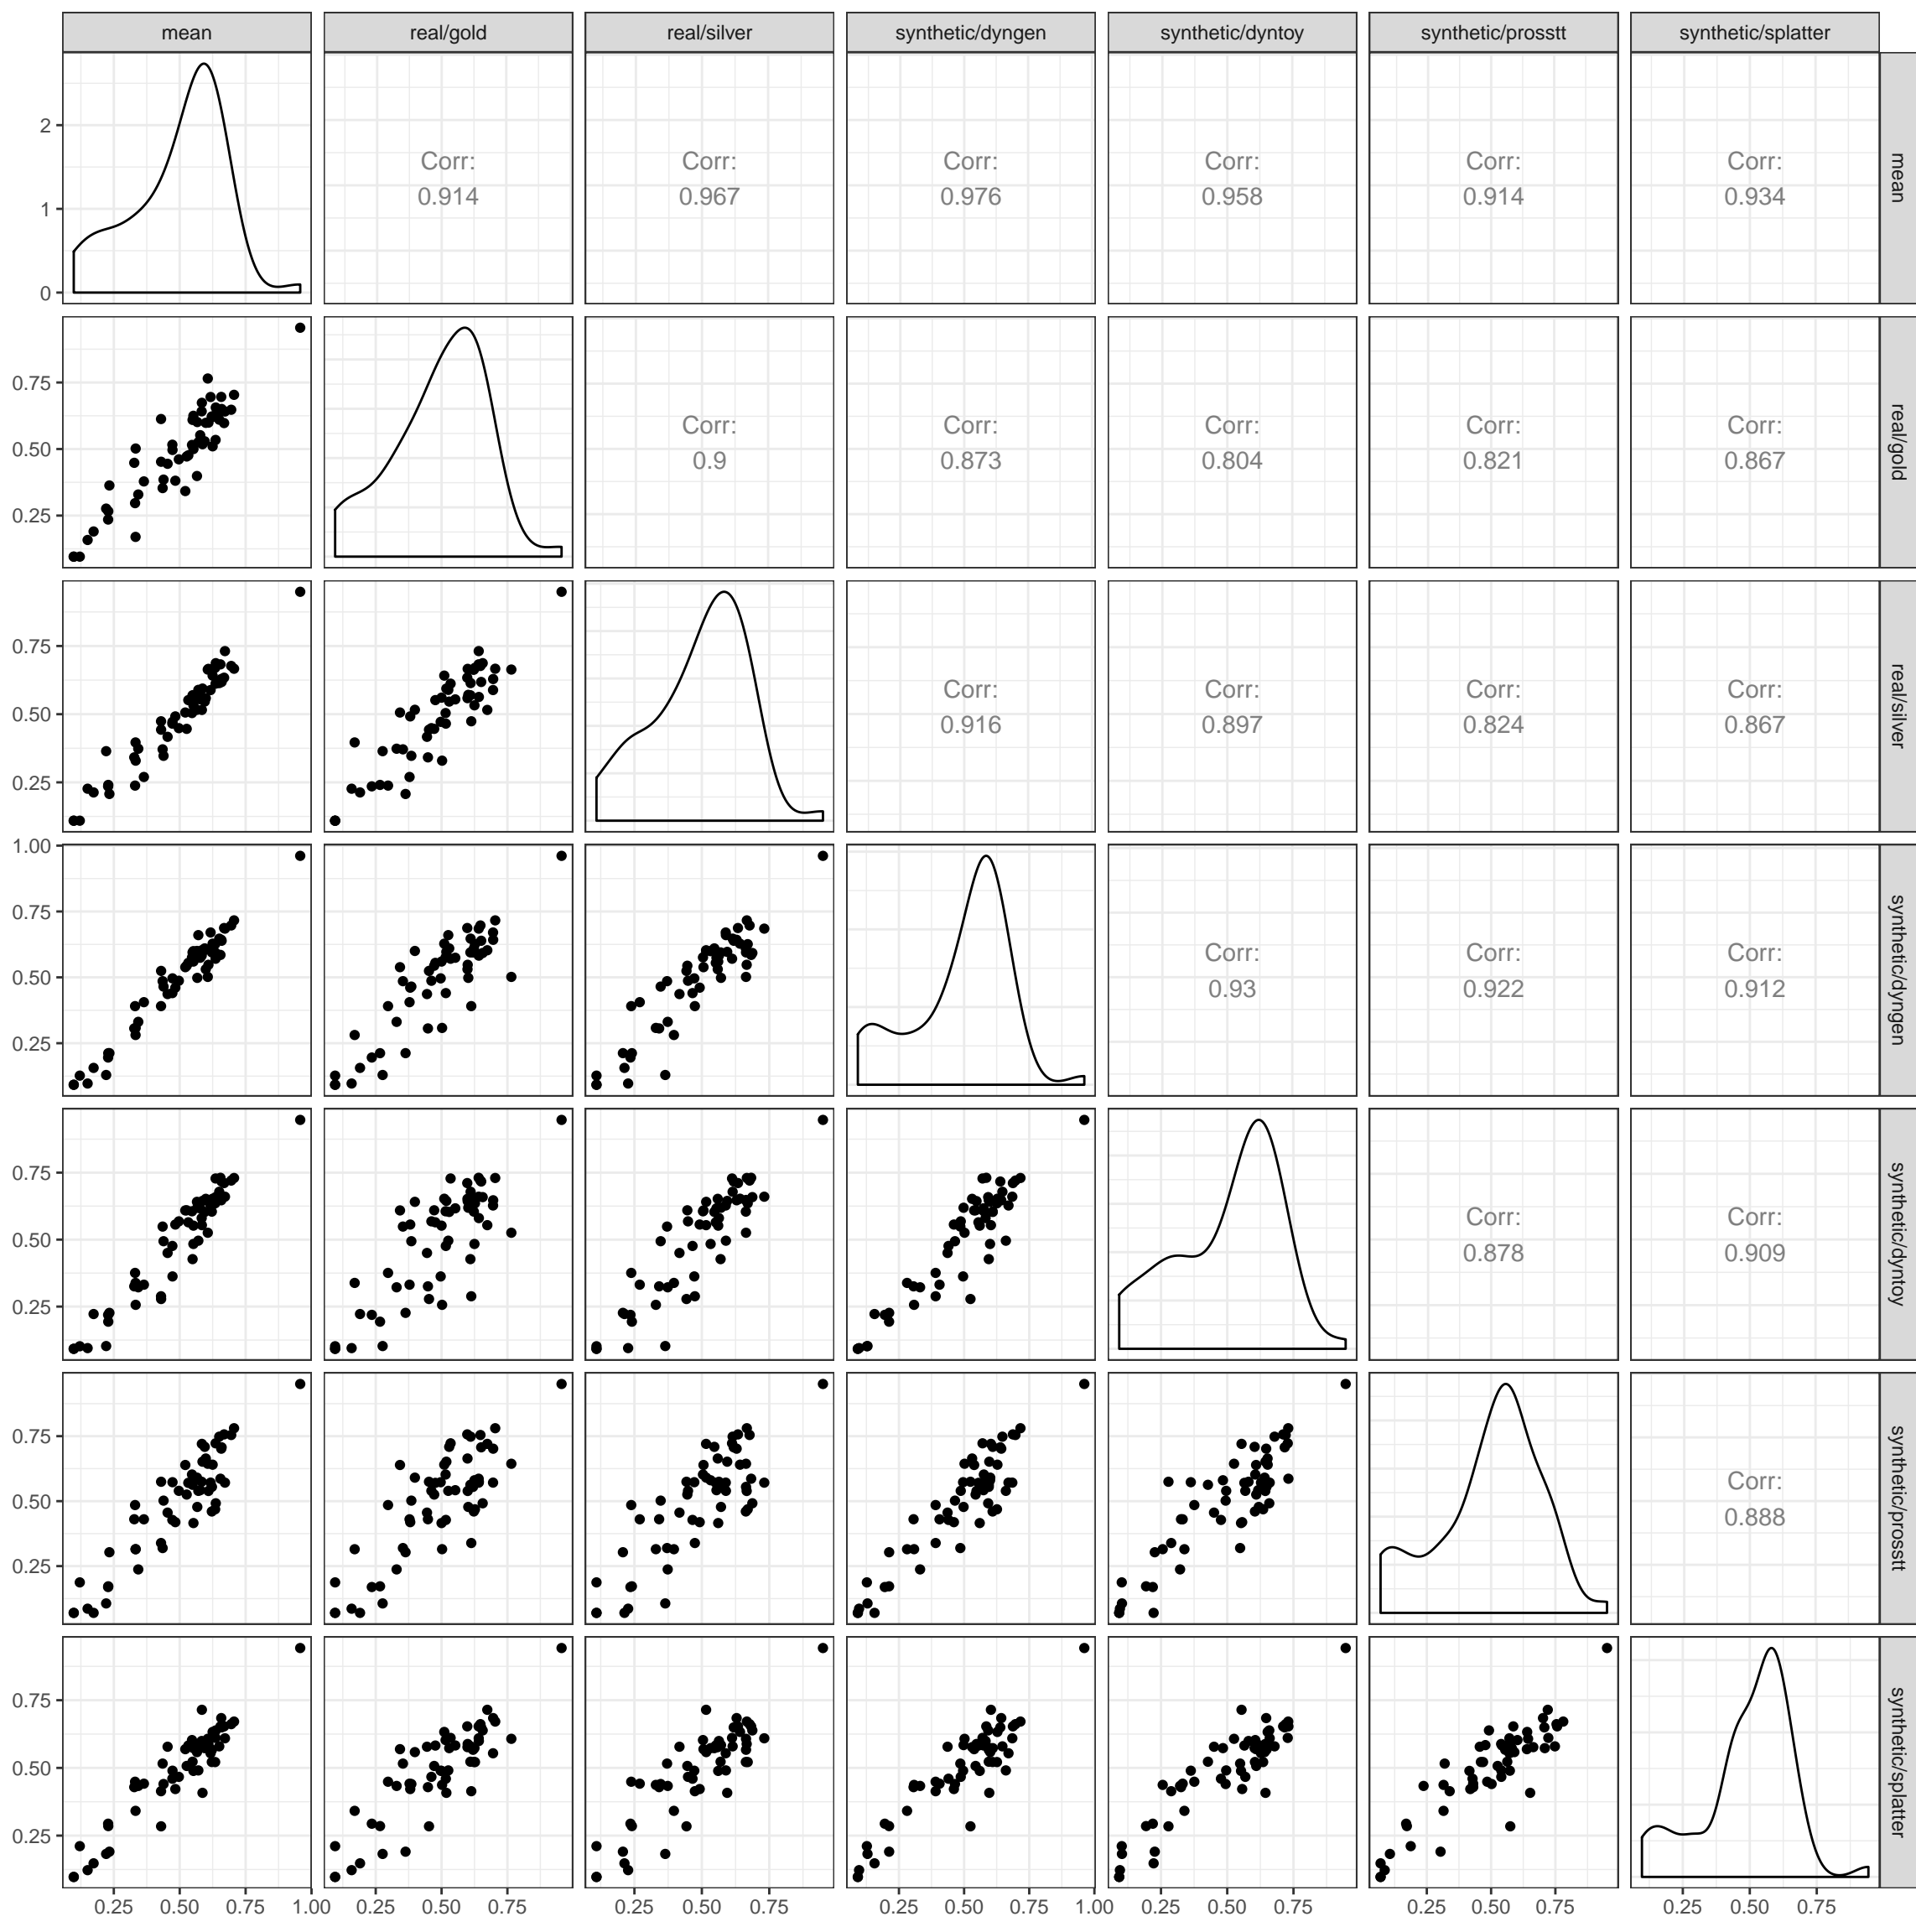 mean real/gold real/silver synthetic/dyngen synthetic/dyntoy synthetic/prosstt synthetic/splatter
2
1
0
Corr: Corr: Corr: Corr: Corr: Corr:
0.914 0.967 0.976 0.958 0.914 0.934
mean
0.75
0.50
0.25
Corr: Corr: Corr: Corr: Corr:
0.9 0.873 0.804 0.821 0.867
real/gold
0.75
0.50
0.25
Corr: Corr: Corr: Corr:
0.916 0.897 0.824 0.867
real/silver
1.00
0.75
0.50
0.25
Corr: Corr: Corr:
0.93 0.922 0.912
synthetic/dyngen
0.75
0.50
0.25
Corr: Corr:
0.878 0.909
synthetic/dyntoy
0.75
0.50
0.25
Corr:
0.888
synthetic/prosstt
0.75
0.50
0.25
synthetic/splatter
0.25 0.50 0.75 1.00 0.25 0.50 0.75 0.25 0.50 0.75 0.25 0.50 0.75 1.00 0.25 0.50 0.75 0.25 0.50 0.75 0.25 0.50 0.75